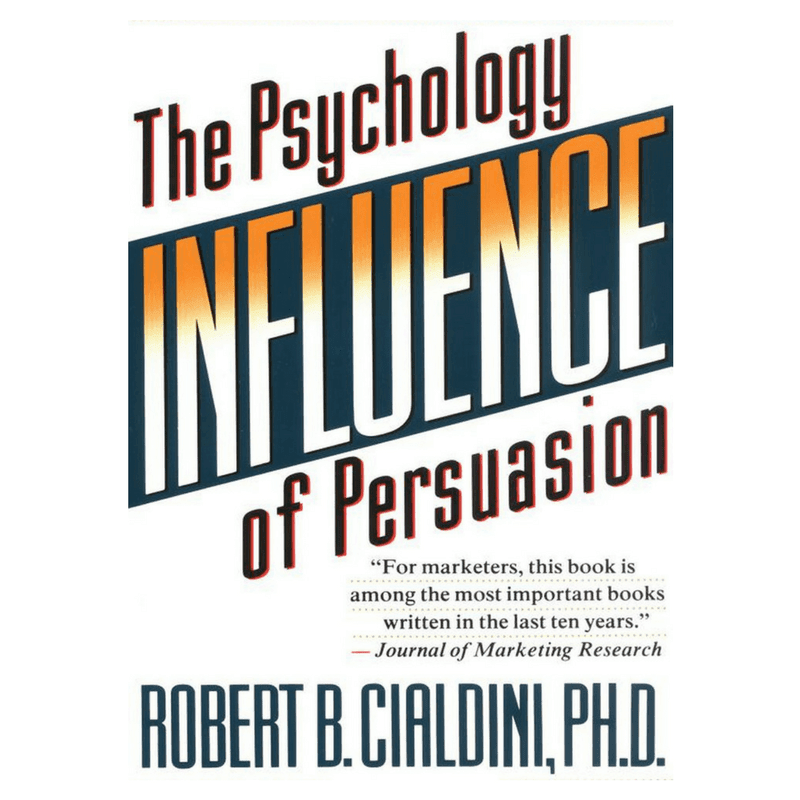 The Psychology
INFLUENCE
of Persuasion
“For marketers, this book is
among the most important books
written in the last ten years.”
— Journal of Marketing Research
ROBERT B. CIALDINI, PH.D.